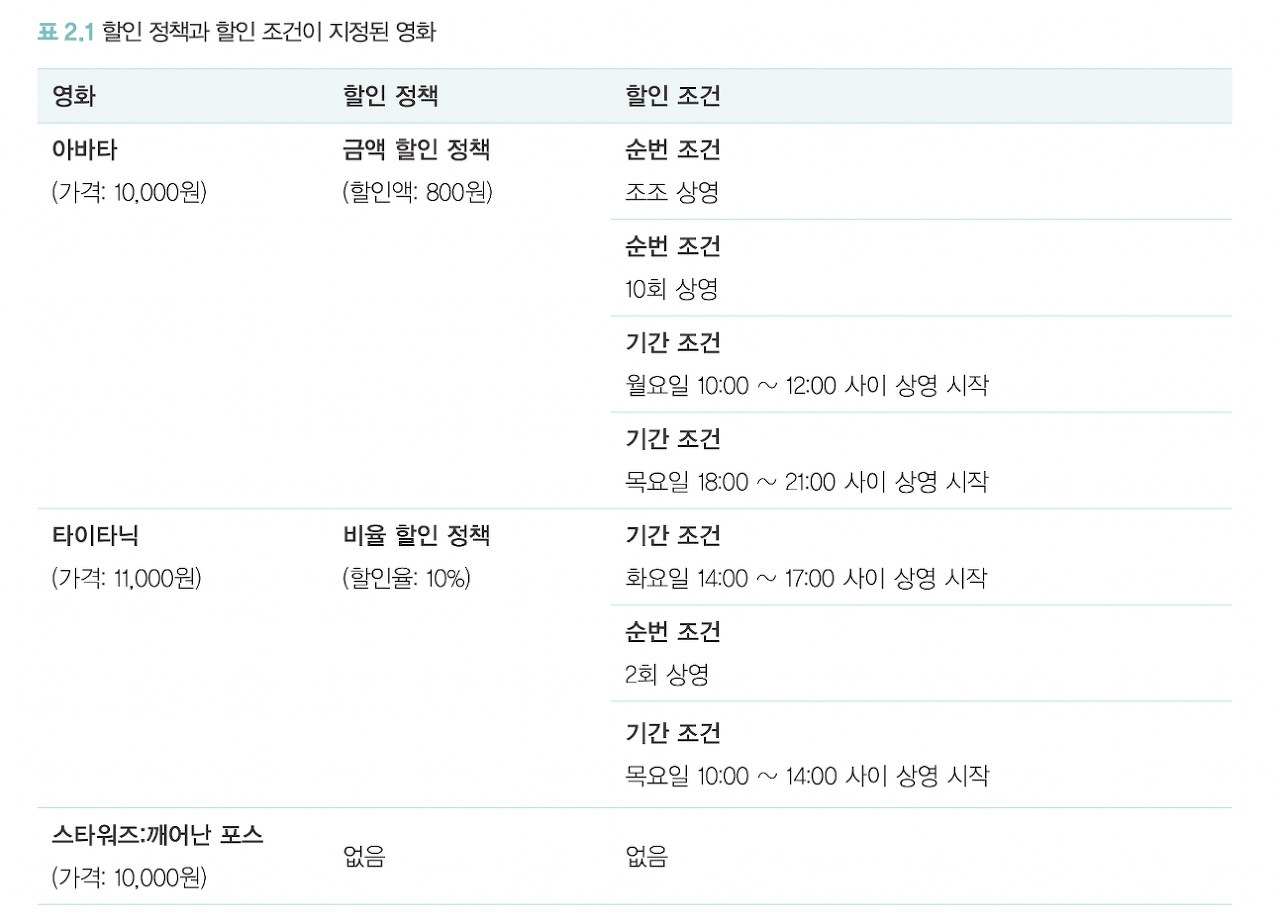 표 2.1 할인 정책과 할인 조건이 지정된 영화
영화 할인 정책 할인 조건
아바타 금액 할인 정책 순번 조건
(가격: 10,000원) (할인액: 800원) 조조 상영
순번 조건
10회 상영
기간 조건
월요일 10:00 ~ 12:00 사이 상영 시작
기간 조건
목요일 18:00 ~ 21:00 사이 상영 시작
타이타닉 비율 할인 정책 기간 조건
(가격: 11,000원) (할인율: 10%) 화요일 14:00 ~ 17:00 사이 상영 시작
순번 조건
2회 상영
기간 조건
목요일 10:00 ~ 14:00 사이 상영 시작
스타워즈:깨어난 포스
없음 없음
(가격: 10,000원)